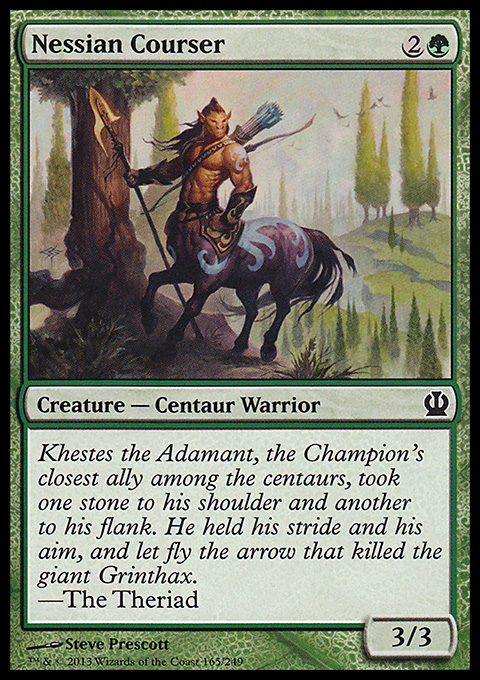 Nessian Courser 2
Creature — Centaur Warrior
Khestes the Adamant, the Champion's
closest ally among the centaurs, took
one stone to his shoulder and another
to his flank. He held his stride and his
aim, and let fly the arrow that killed the
giant Grinthax.
—The Theriad
3/3
Steve Prescott
™ & © 2013 Wizards of the Coast 165/249